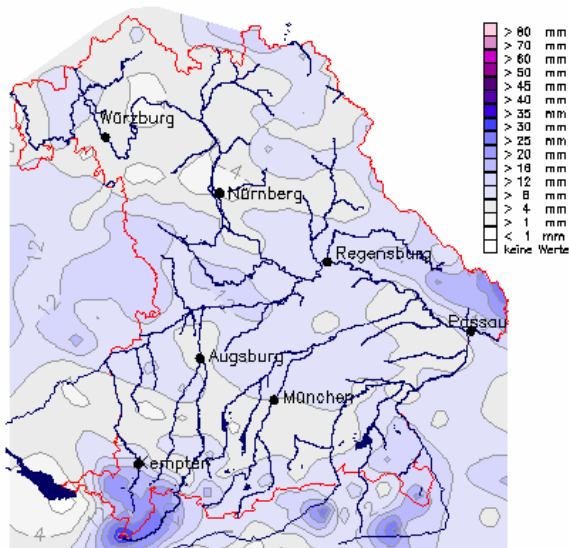 > 80 mm
> 70 mm
> 60 mm
> 50 mm
> 45 mm
> 40 mm
> 35 mm
> 30 mm
> 25 mm
> 20 mm
> 16 mm
> 12 mm
> 8 mm
> 4 mm
> 1 mm
< 1 mm
keine Werte
Würzburg
4
Nürnberg
12
Regensburg
12
Passau
Augsburg
München
Kempten
4